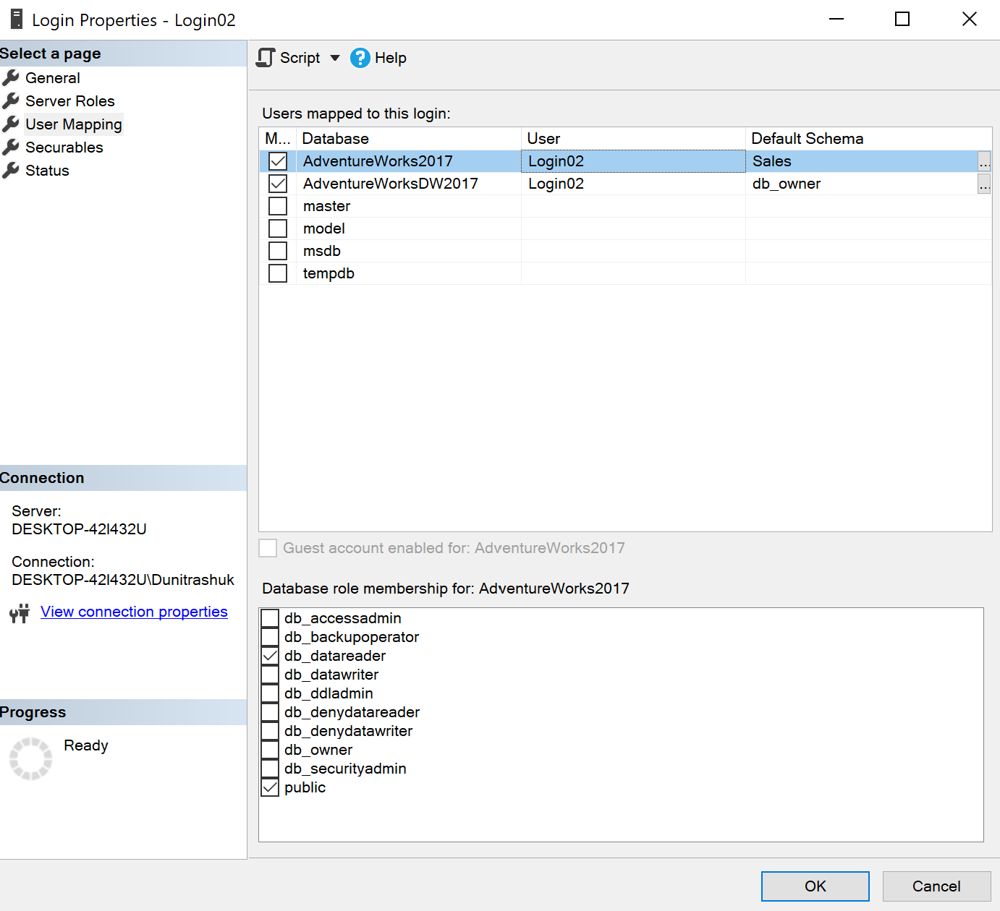 Login Properties - Login02
Select a page
General
Server Roles
User Mapping
Securables
Status
Script
Help
Users mapped to this login:
M... Database User Default Schema
AdventureWorks2017 Login02 Sales ...
AdventureWorksDW2017 Login02 db_owner ...
master
model
msdb
tempdb
Guest account enabled for: AdventureWorks2017
Database role membership for: AdventureWorks2017
db_accessadmin
db_backupoperator
db_datareader
db_datawriter
db_ddladmin
db_denydatareader
db_denydatawriter
db_owner
db_securityadmin
public
Connection
Server:
DESKTOP-42I432U
Connection:
DESKTOP-42I432U\Dunitrashuk
View connection properties
Progress
Ready
OK
Cancel